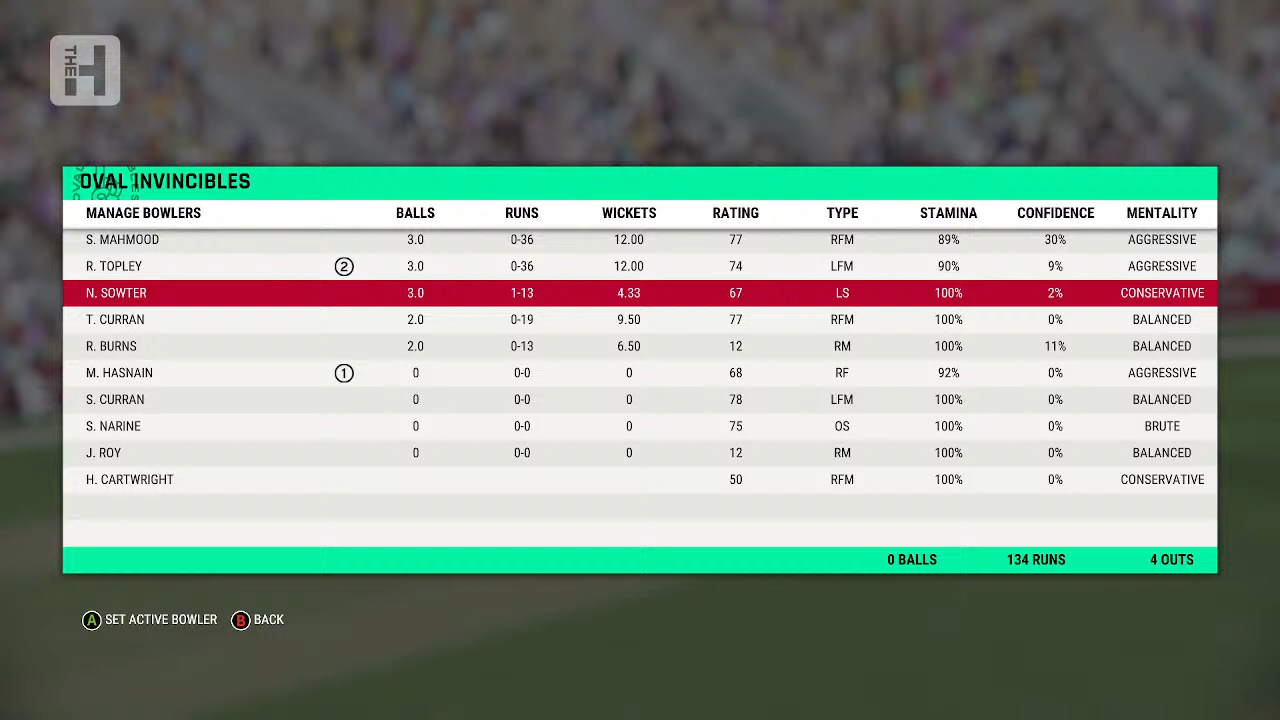 THE H
OVAL INVINCIBLES
MANAGE BOWLERS BALLS RUNS WICKETS RATING TYPE STAMINA CONFIDENCE MENTALITY
S. MAHMOOD 3.0 0-36 12.00 77 RFM 89% 30% AGGRESSIVE
R. TOPLEY 2 3.0 0-36 12.00 74 LFM 90% 9% AGGRESSIVE
N. SOWTER 3.0 1-13 4.33 67 LS 100% 2% CONSERVATIVE
T. CURRAN 2.0 0-19 9.50 77 RFM 100% 0% BALANCED
R. BURNS 2.0 0-13 6.50 12 RM 100% 11% BALANCED
M. HASNAIN 1 0 0-0 0 68 RF 92% 0% AGGRESSIVE
S. CURRAN 0 0-0 0 78 LFM 100% 0% BALANCED
S. NARINE 0 0-0 0 75 OS 100% 0% BRUTE
J. ROY 0 0-0 0 12 RM 100% 0% BALANCED
H. CARTWRIGHT 50 RFM 100% 0% CONSERVATIVE
0 BALLS 134 RUNS 4 OUTS
A SET ACTIVE BOWLER B BACK